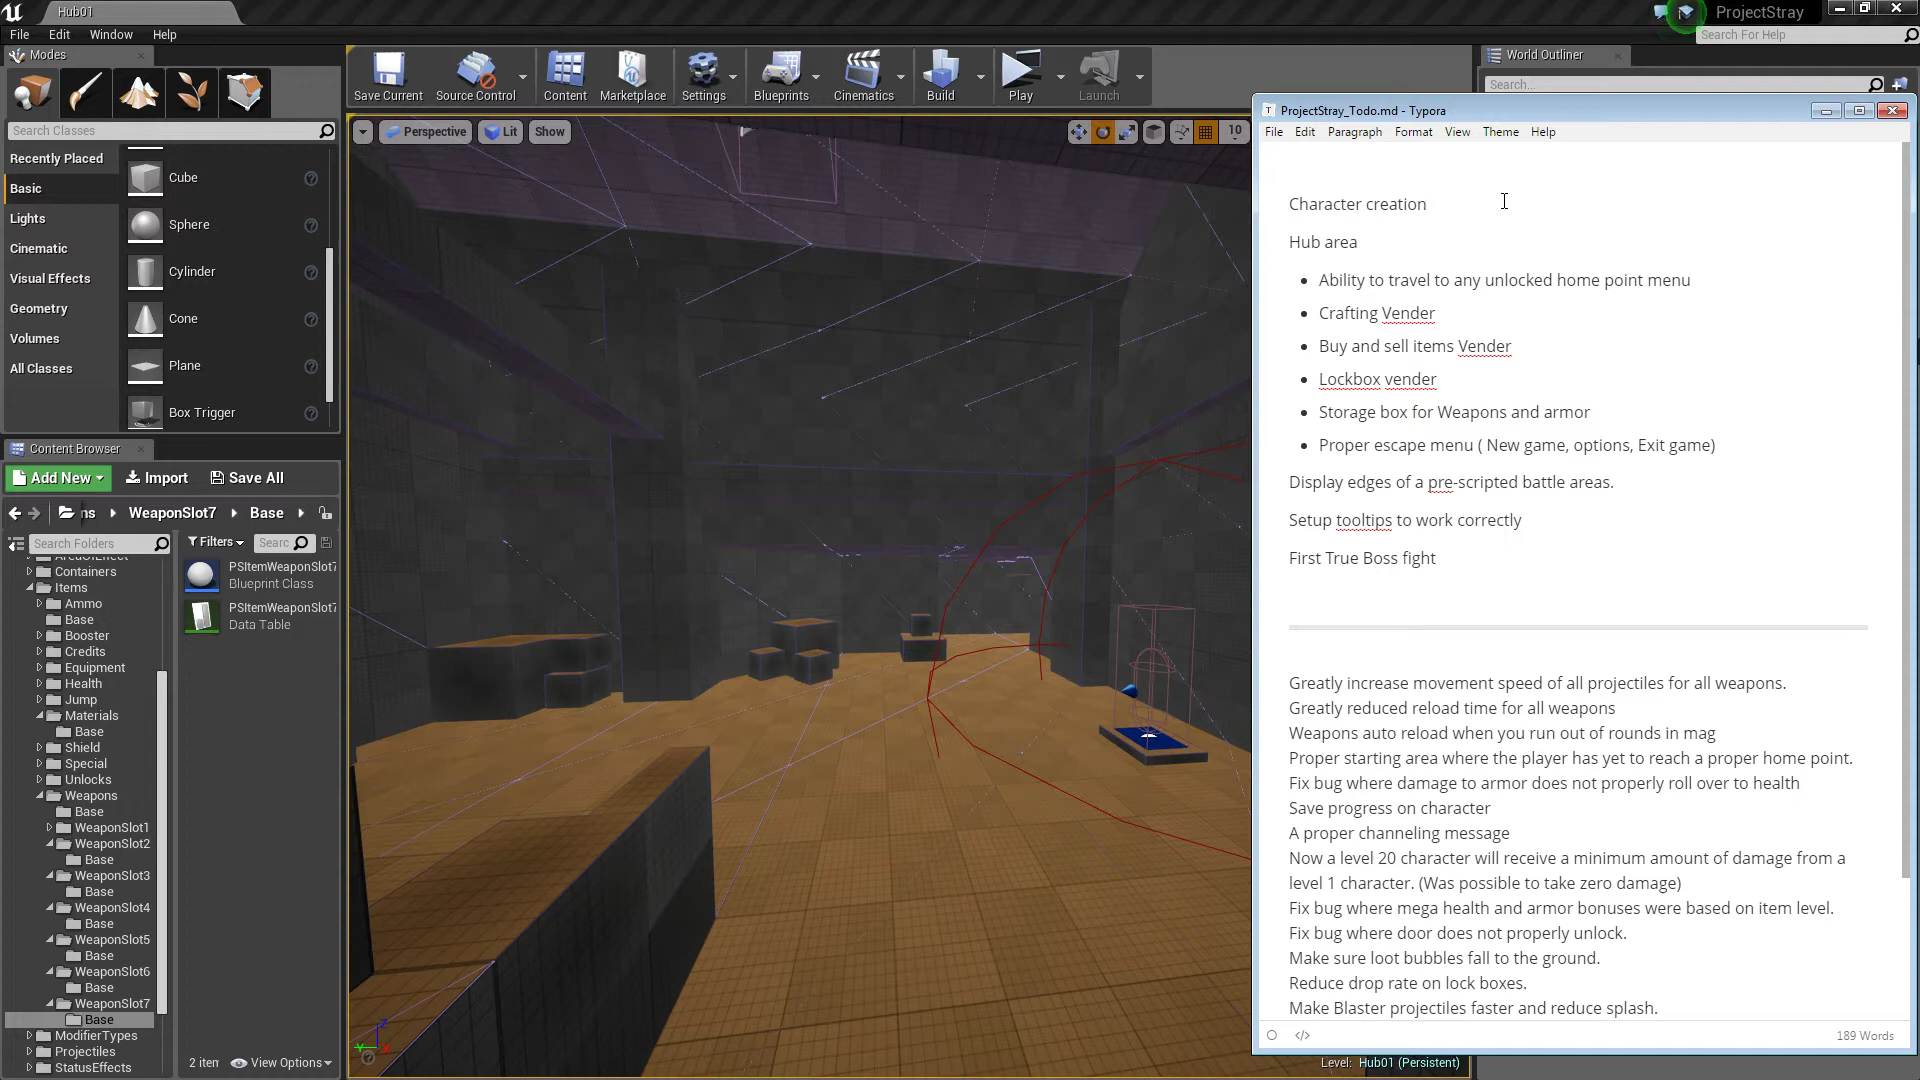 Hub01
ProjectStray
File Edit Window Help
Search For Help
Modes
Search Classes
Recently Placed
Basic
Lights
Cinematic
Visual Effects
Geometry
Volumes
All Classes
Cube
Sphere
Cylinder
Cone
Plane
Box Trigger
Save Current
Source Control
Content
Marketplace
Settings
Blueprints
Cinematics
Build
Play
Launch
Perspective
Lit
Show
10
World Outliner
Search...
Content Browser
Add New
Import
Save All
ns
WeaponSlot7
Base
Search Folders
Filters
Searc
Containers
Items
Ammo
Base
Booster
Credits
Equipment
Health
Jump
Materials
Base
Shield
Special
Unlocks
Weapons
Base
WeaponSlot1
WeaponSlot2
Base
WeaponSlot3
Base
WeaponSlot4
Base
WeaponSlot5
Base
WeaponSlot6
Base
WeaponSlot7
Base
ModifierTypes
Projectiles
StatusEffects
PSItemWeaponSlot7
Blueprint Class
PSItemWeaponSlot7
Data Table
2 item
View Options
Level: Hub01 (Persistent)
ProjectStray_Todo.md - Typora
File Edit Paragraph Format View Theme Help
Character creation
Hub area
• Ability to travel to any unlocked home point menu
• Crafting Vender
• Buy and sell items Vender
• Lockbox vender
• Storage box for Weapons and armor
• Proper escape menu ( New game, options, Exit game)
Display edges of a pre-scripted battle areas.
Setup tooltips to work correctly
First True Boss fight
Greatly increase movement speed of all projectiles for all weapons.
Greatly reduced reload time for all weapons
Weapons auto reload when you run out of rounds in mag
Proper starting area where the player has yet to reach a proper home point.
Fix bug where damage to armor does not properly roll over to health
Save progress on character
A proper channeling message
Now a level 20 character will receive a minimum amount of damage from a
level 1 character. (Was possible to take zero damage)
Fix bug where mega health and armor bonuses were based on item level.
Fix bug where door does not properly unlock.
Make sure loot bubbles fall to the ground.
Reduce drop rate on lock boxes.
Make Blaster projectiles faster and reduce splash.
189 Words